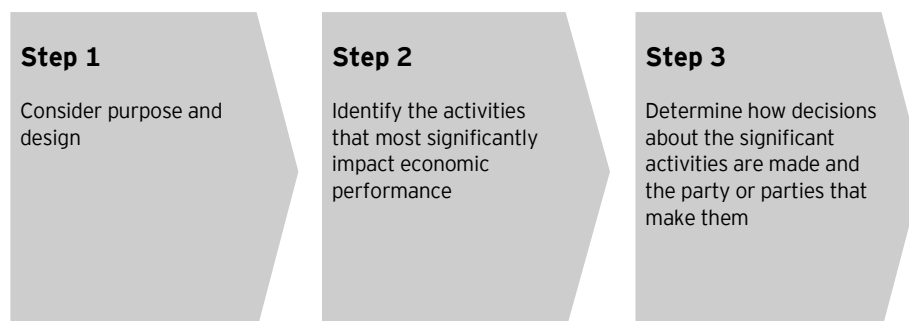 Step 1
Consider purpose and
design
Step 2
Identify the activities
that most significantly
impact economic
performance
Step 3
Determine how decisions
about the significant
activities are made and
the party or parties that
make them